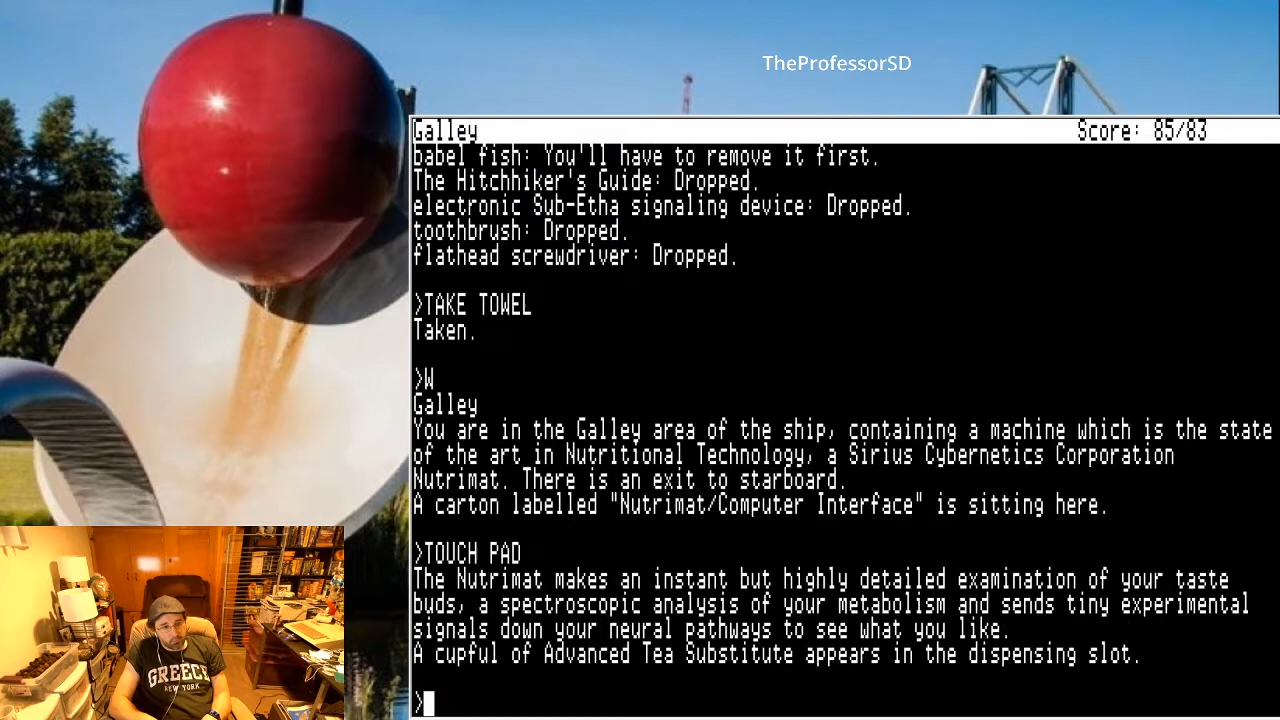 TheProfessorSD
Galley Score: 85/83
babel fish: You'll have to remove it first.
The Hitchhiker's Guide: Dropped.
electronic Sub-Etha signaling device: Dropped.
toothbrush: Dropped.
flathead screwdriver: Dropped.
>TAKE TOWEL
Taken.
>W
Galley
You are in the Galley area of the ship, containing a machine which is the state
of the art in Nutritional Technology, a Sirius Cybernetics Corporation
Nutrimat. There is an exit to starboard.
A carton labelled "Nutrimat/Computer Interface" is sitting here.
>TOUCH PAD
The Nutrimat makes an instant but highly detailed examination of your taste
buds, a spectroscopic analysis of your metabolism and sends tiny experimental
signals down your neural pathways to see what you like.
A cupful of Advanced Tea Substitute appears in the dispensing slot.
>
GREECE
NEW YORK